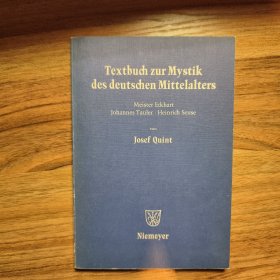 Textbuch zur Mystik
des deutschen Mittelalters
Meister Eckhart
Johannes Tauler Heinrich Seuse
von
Josef Quint
Niemeyer